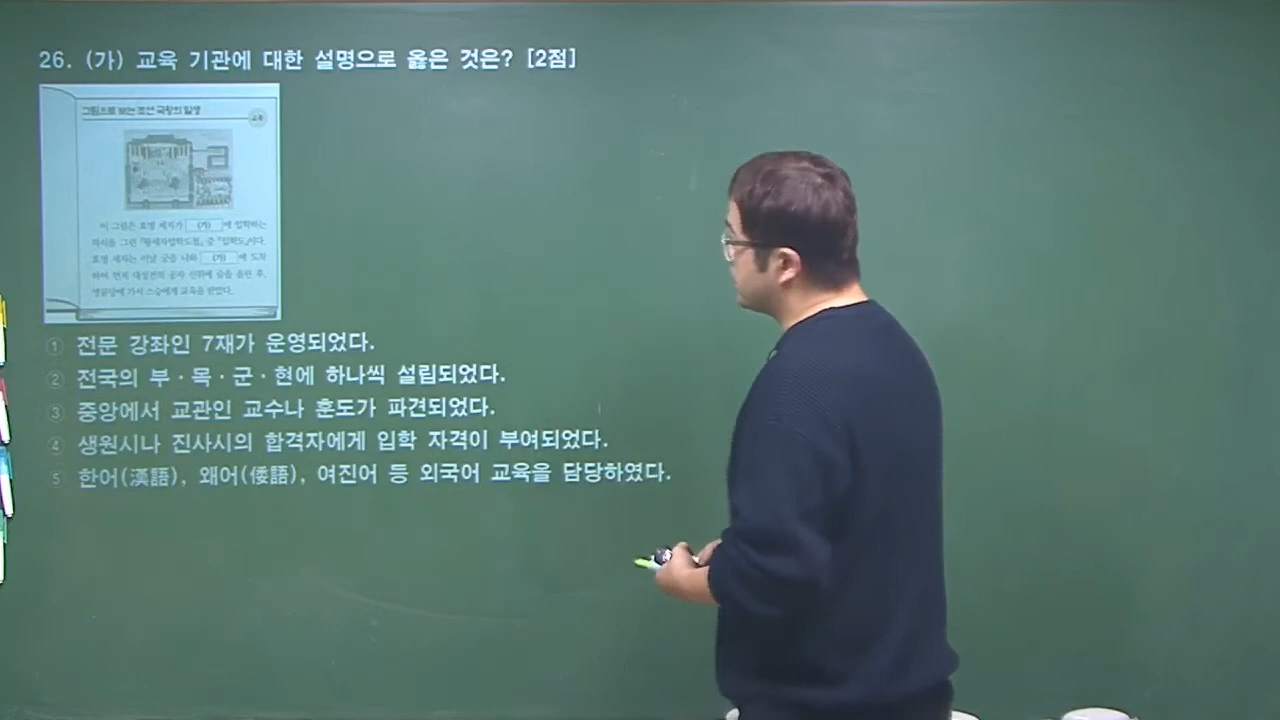 26. (가) 교육 기관에 대한 설명으로 옳은 것은? [2점]
그림으로 보는 조선 국왕의 일생
교육
이 그림은 효명 세자가 (가) 에 입학하는
의식을 그린 『왕세자입학도첩』 중 「입학도」이다.
효명 세자는 이날 궁을 나와 (가) 에 도착
하여 먼저 대성전의 공자 신위에 술을 올린 후,
명륜당에 가서 스승에게 교육을 받았다.
① 전문 강좌인 7재가 운영되었다.
② 전국의 부·목·군·현에 하나씩 설립되었다.
③ 중앙에서 교관인 교수나 훈도가 파견되었다.
④ 생원시나 진사시의 합격자에게 입학 자격이 부여되었다.
⑤ 한어(漢語), 왜어(倭語), 여진어 등 외국어 교육을 담당하였다.